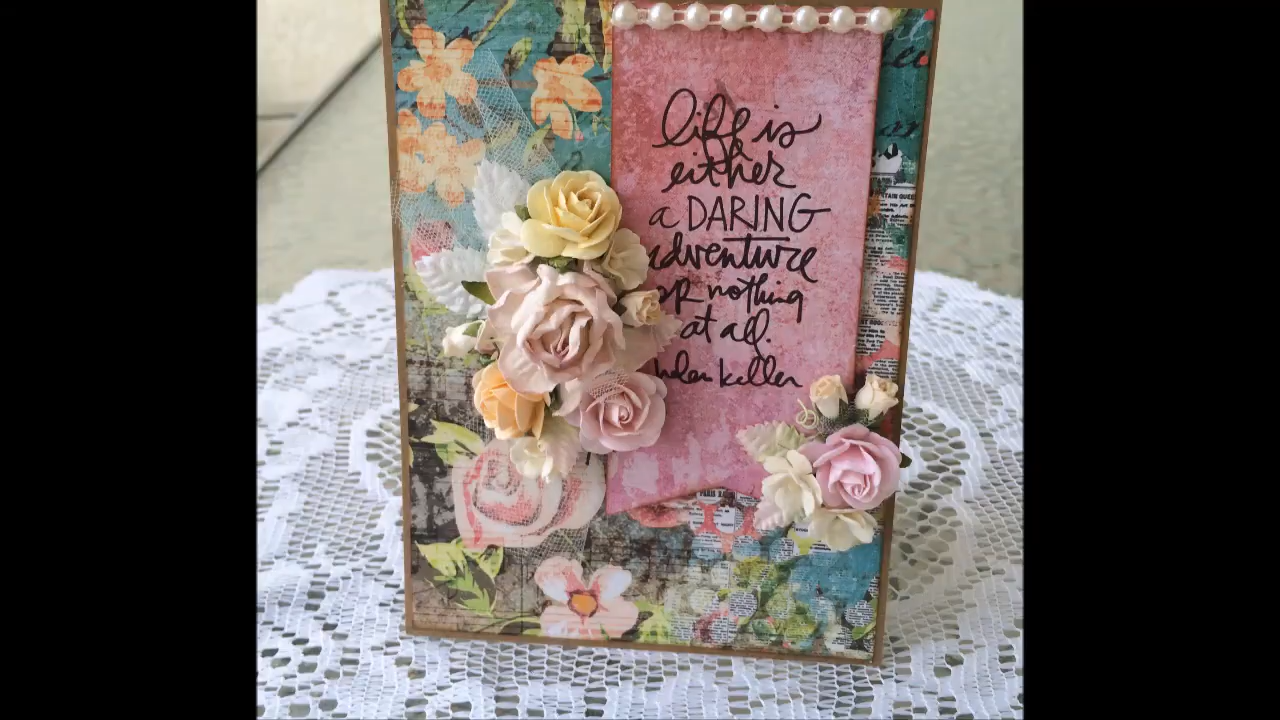 life is
either
a DARING
adventure
or nothing
at all.
helen keller